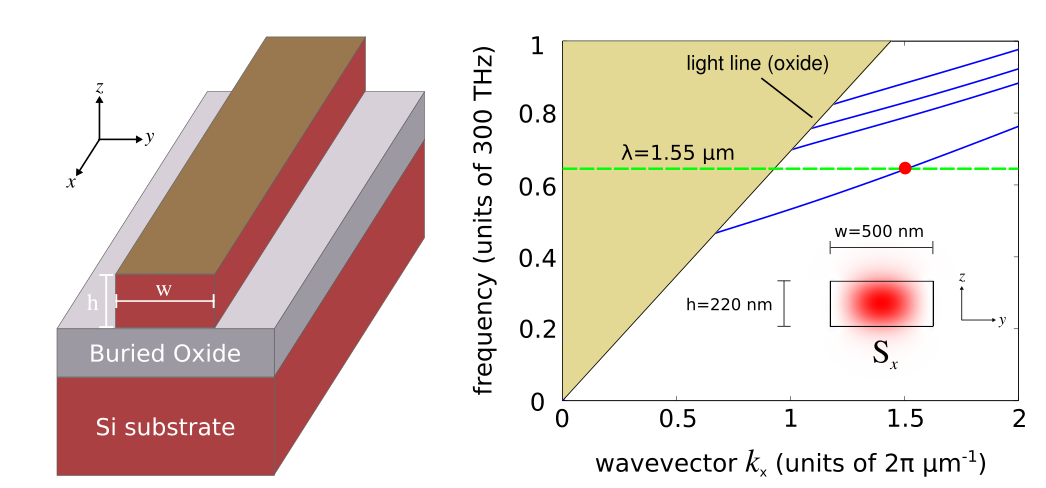 z
y
x
h
w
Buried Oxide
Si substrate
frequency (units of 300 THz)
1
0.8
0.6
0.4
0.2
0
light line (oxide)
λ=1.55 μm
w=500 nm
h=220 nm
z
y
Sₓ
0 0.5 1 1.5 2
wavevector kₓ (units of 2π μm⁻¹)